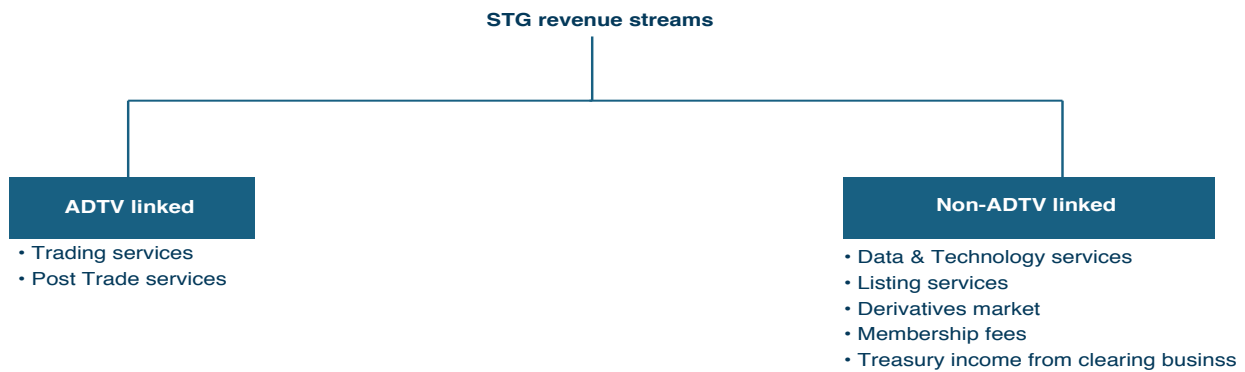 STG revenue streams
ADTV linked
• Trading services
• Post Trade services
Non-ADTV linked
• Data & Technology services
• Listing services
• Derivatives market
• Membership fees
• Treasury income from clearing businss